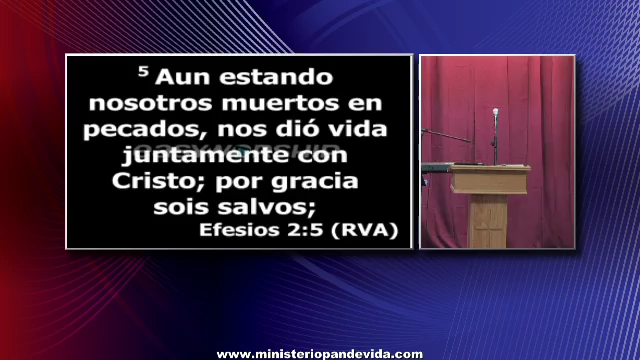 5 Aun estando
nosotros muertos en
pecados, nos dió vida
juntamente con
Cristo; por gracia
sois salvos;
Efesios 2:5 (RVA)
www.ministeriopandevida.com